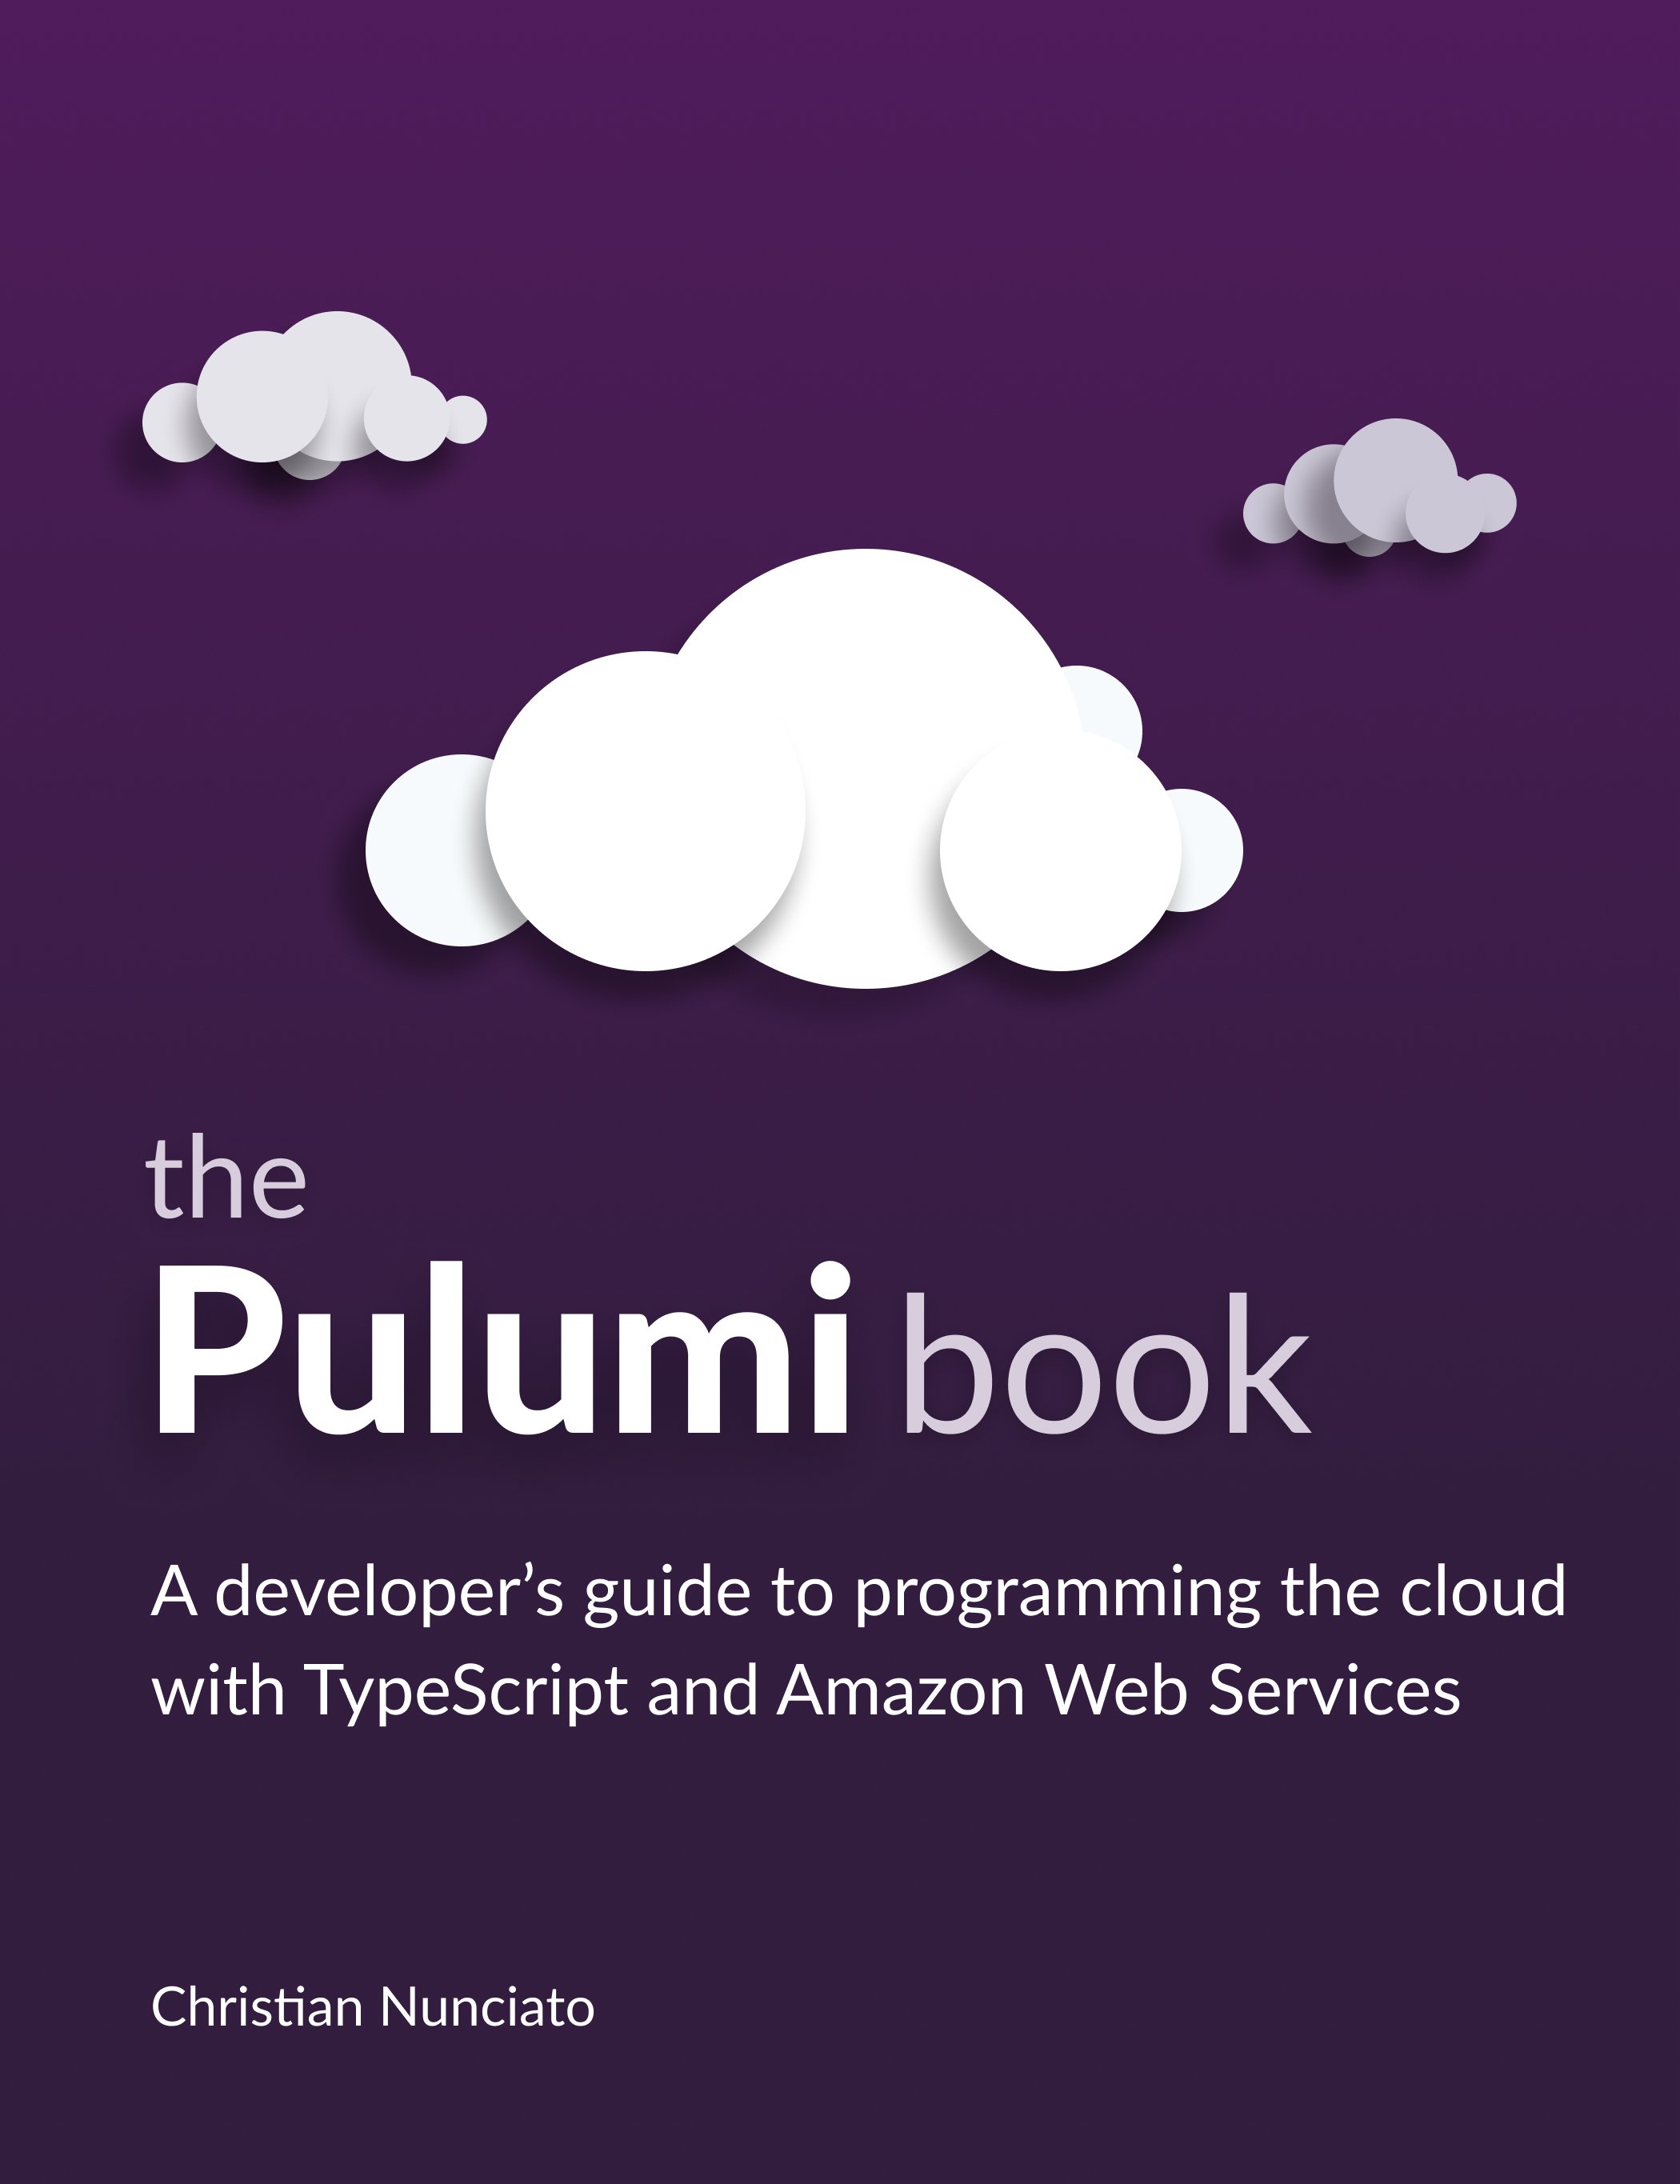 the
Pulumi book
A developer’s guide to programming the cloud
with TypeScript and Amazon Web Services
Christian Nunciato